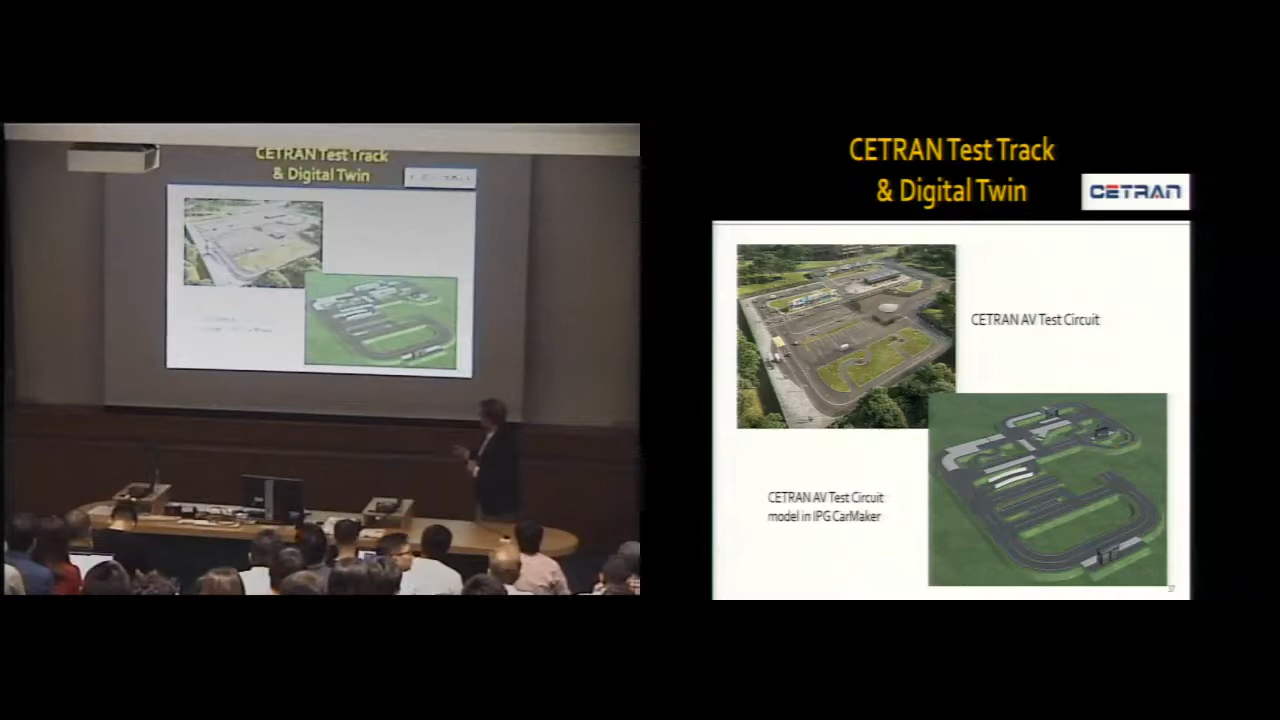 CETRAN Test Track
& Digital Twin
CETRAN Test Track
& Digital Twin
CETRAN
CETRAN AV Test Circuit
CETRAN AV Test Circuit
model in IPG CarMaker
37